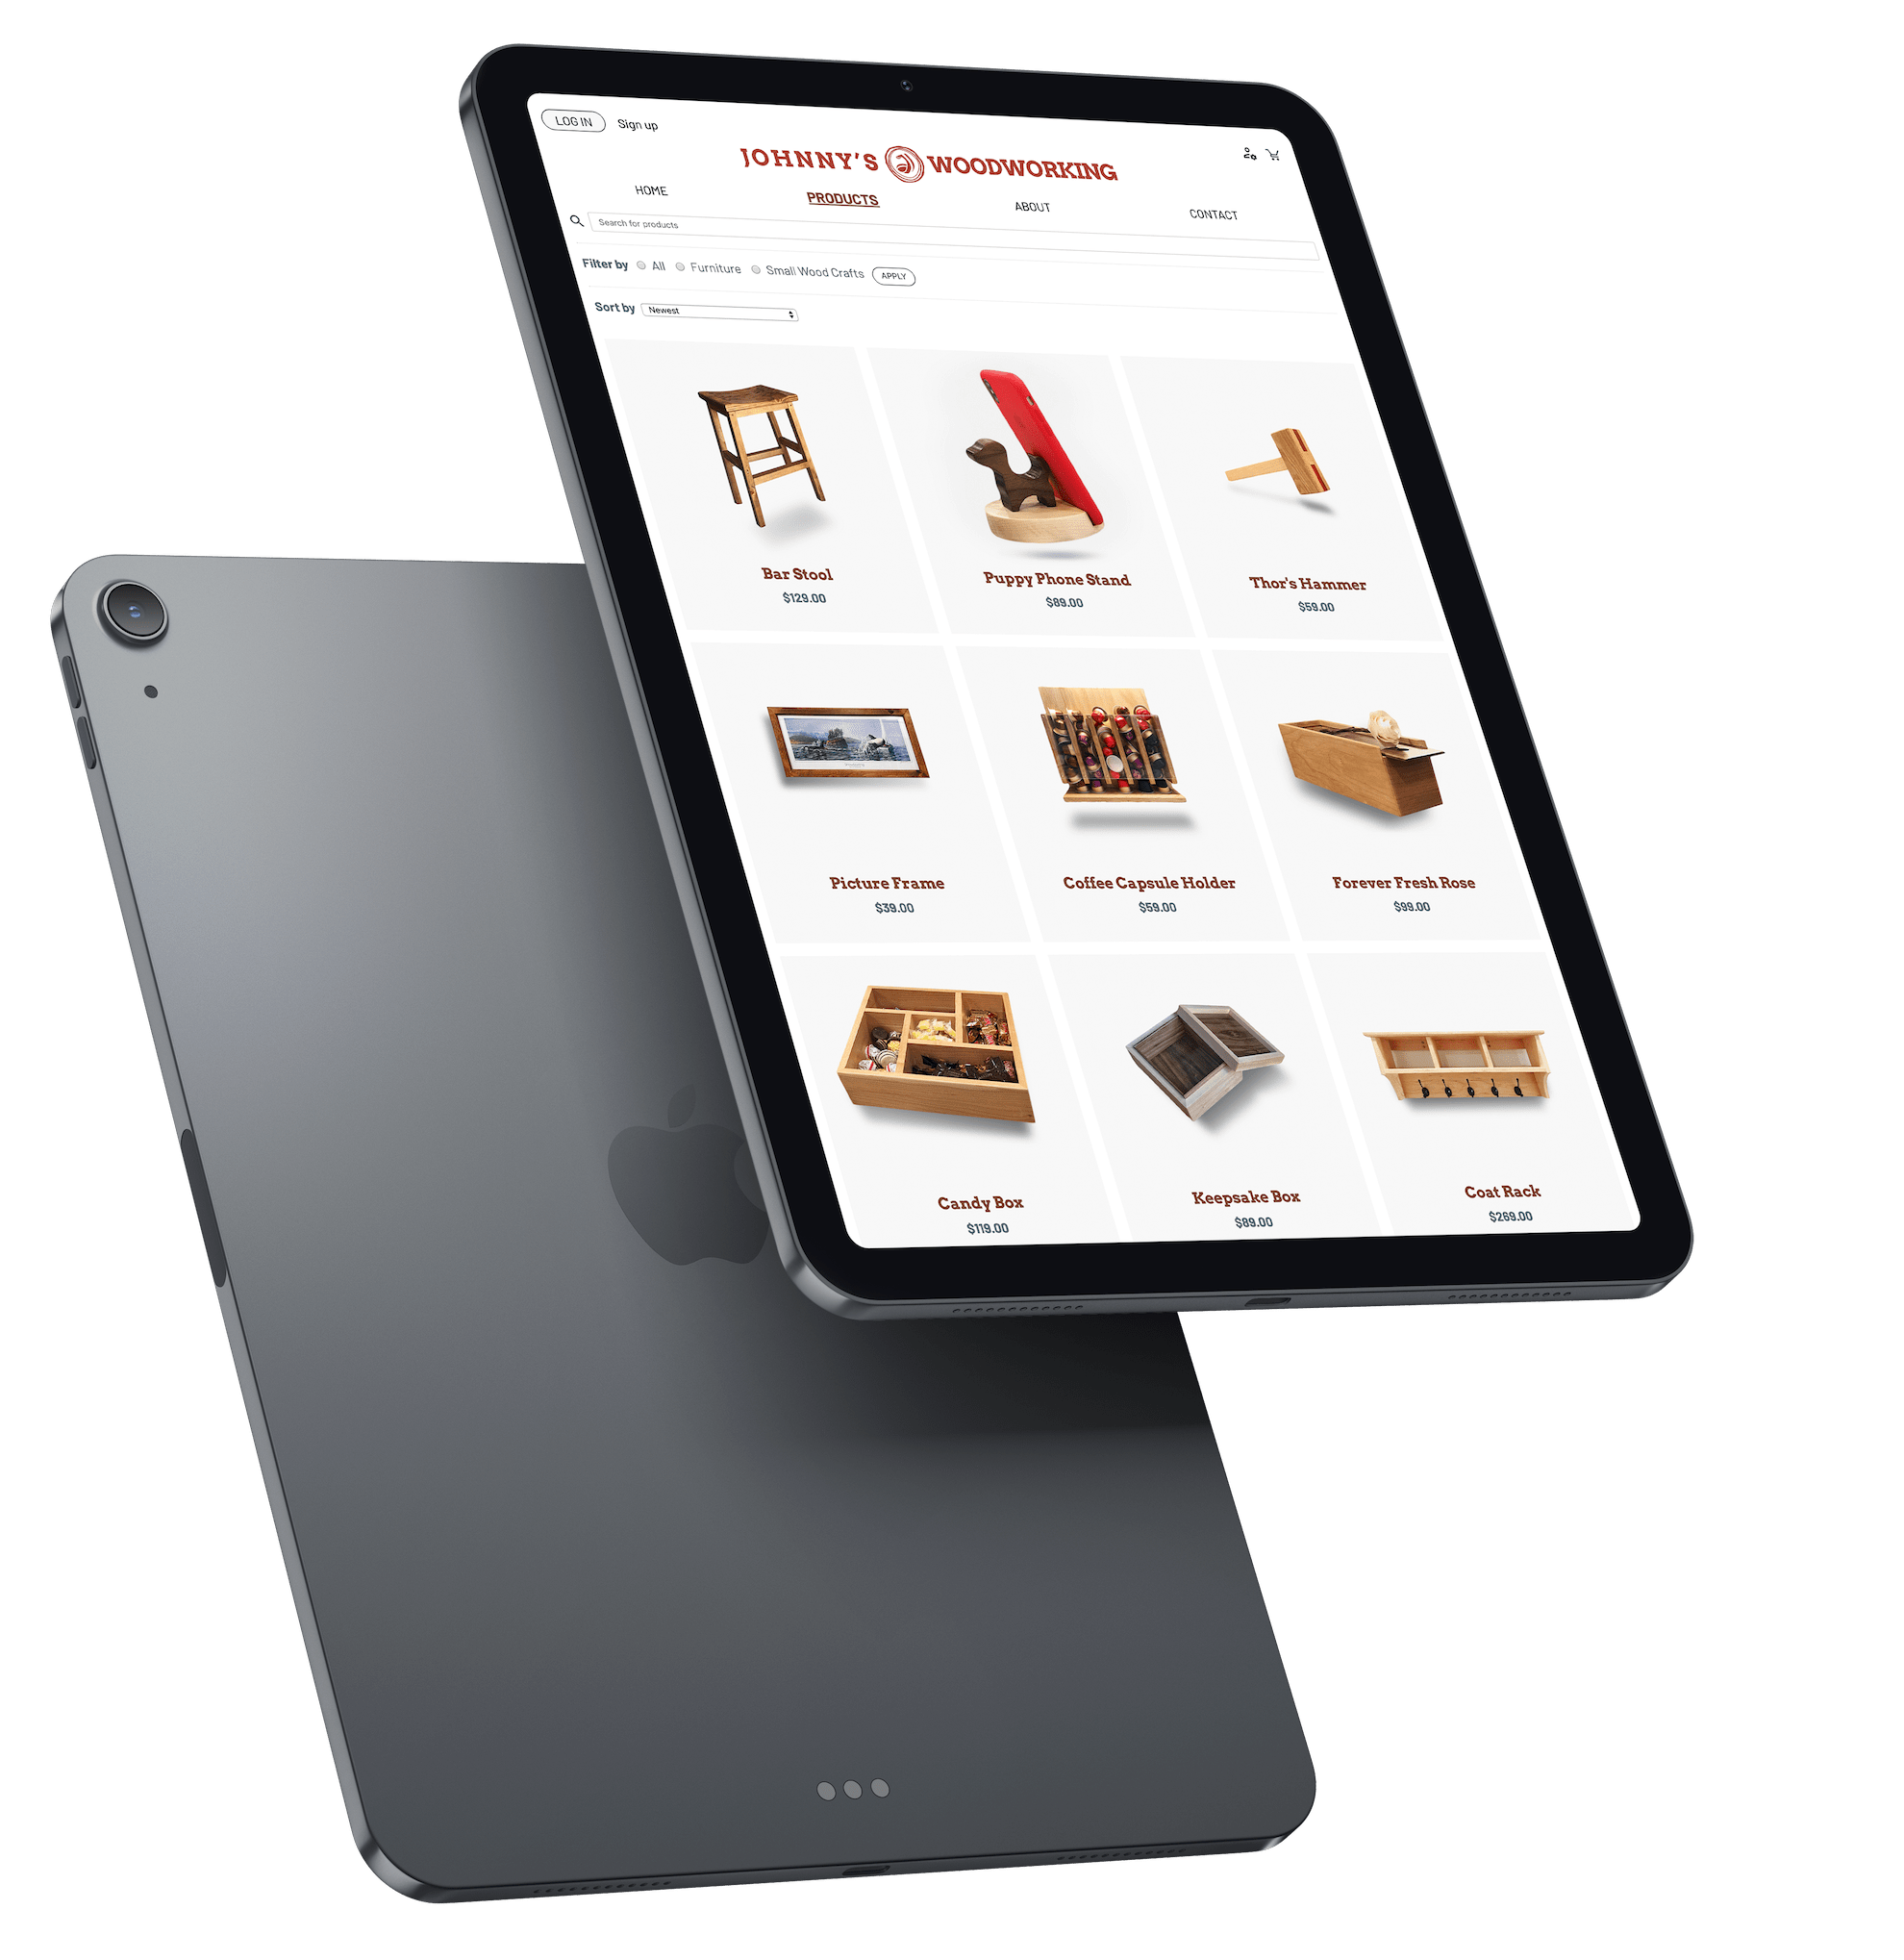 LOG IN Sign up
JOHNNY'S WOODWORKING
HOME PRODUCTS ABOUT CONTACT
Search for products
Filter by All Furniture Small Wood Crafts APPLY
Sort by Newest
Bar Stool Puppy Phone Stand Thor's Hammer
$129.00 $89.00 $59.00
Picture Frame Coffee Capsule Holder Forever Fresh Rose
$39.00 $59.00 $99.00
Candy Box Keepsake Box Coat Rack
$119.00 $89.00 $269.00